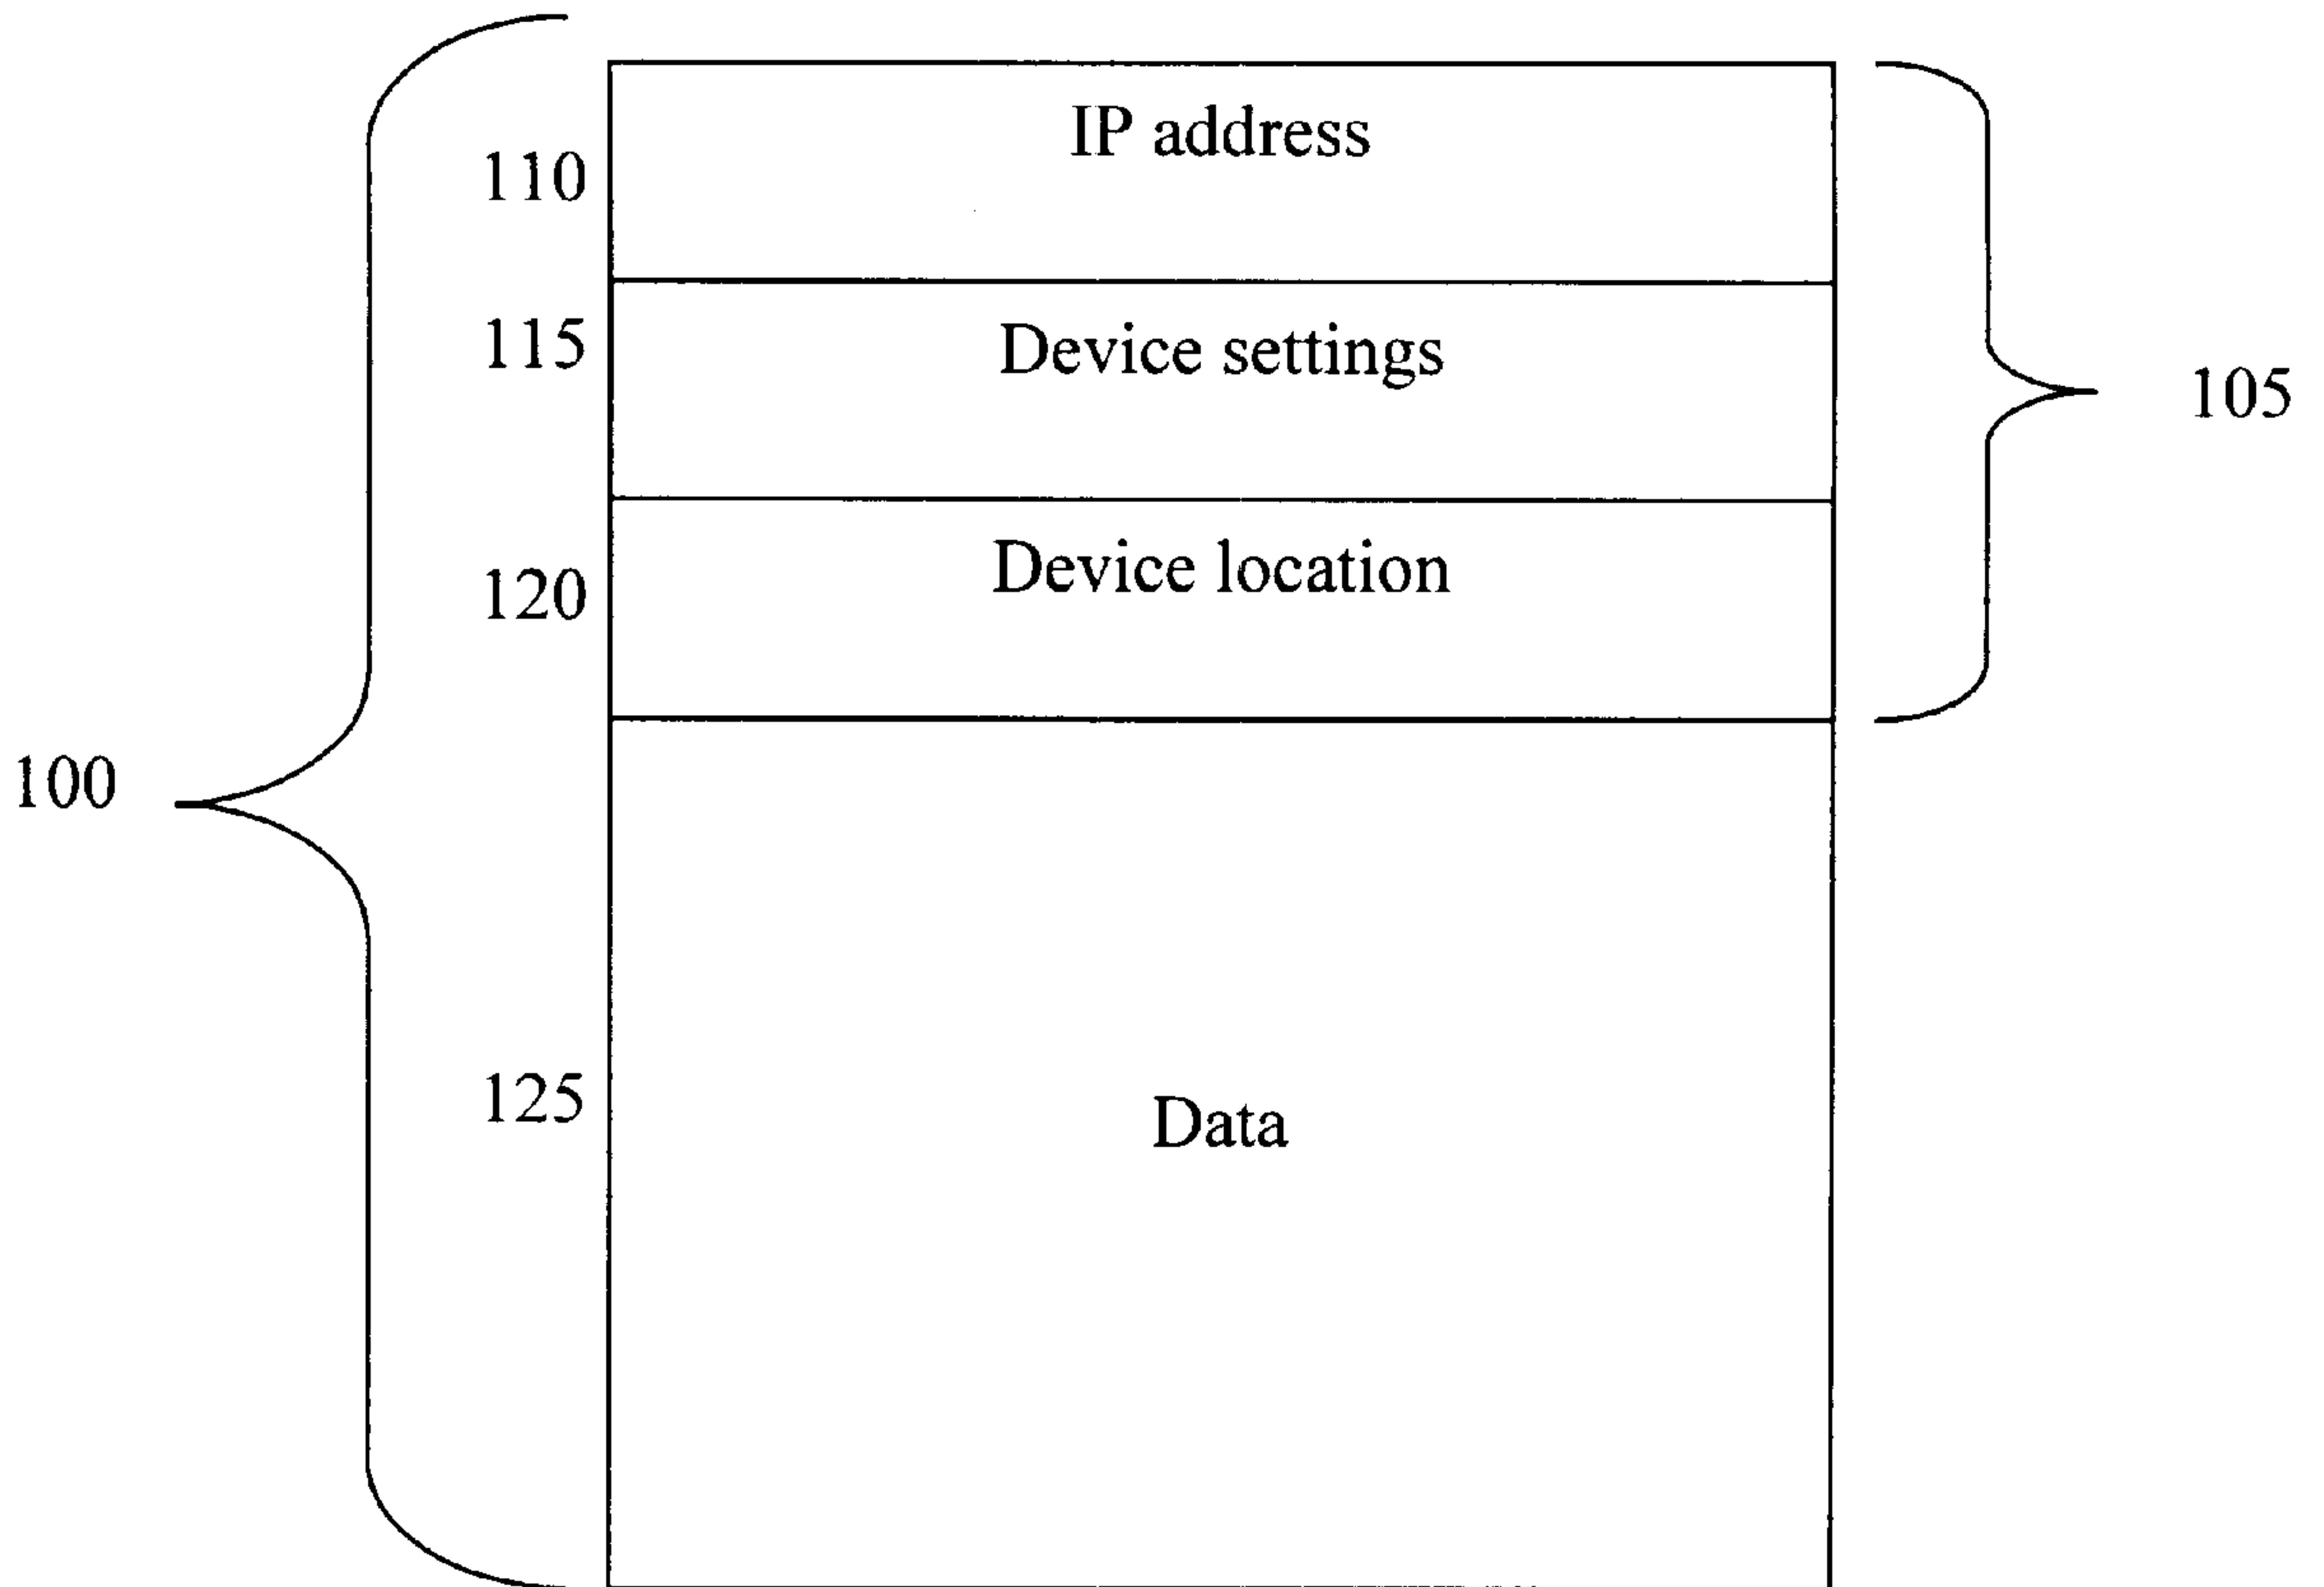 IP address
110
115
Device settings
105
Device location
120
100
125
Data